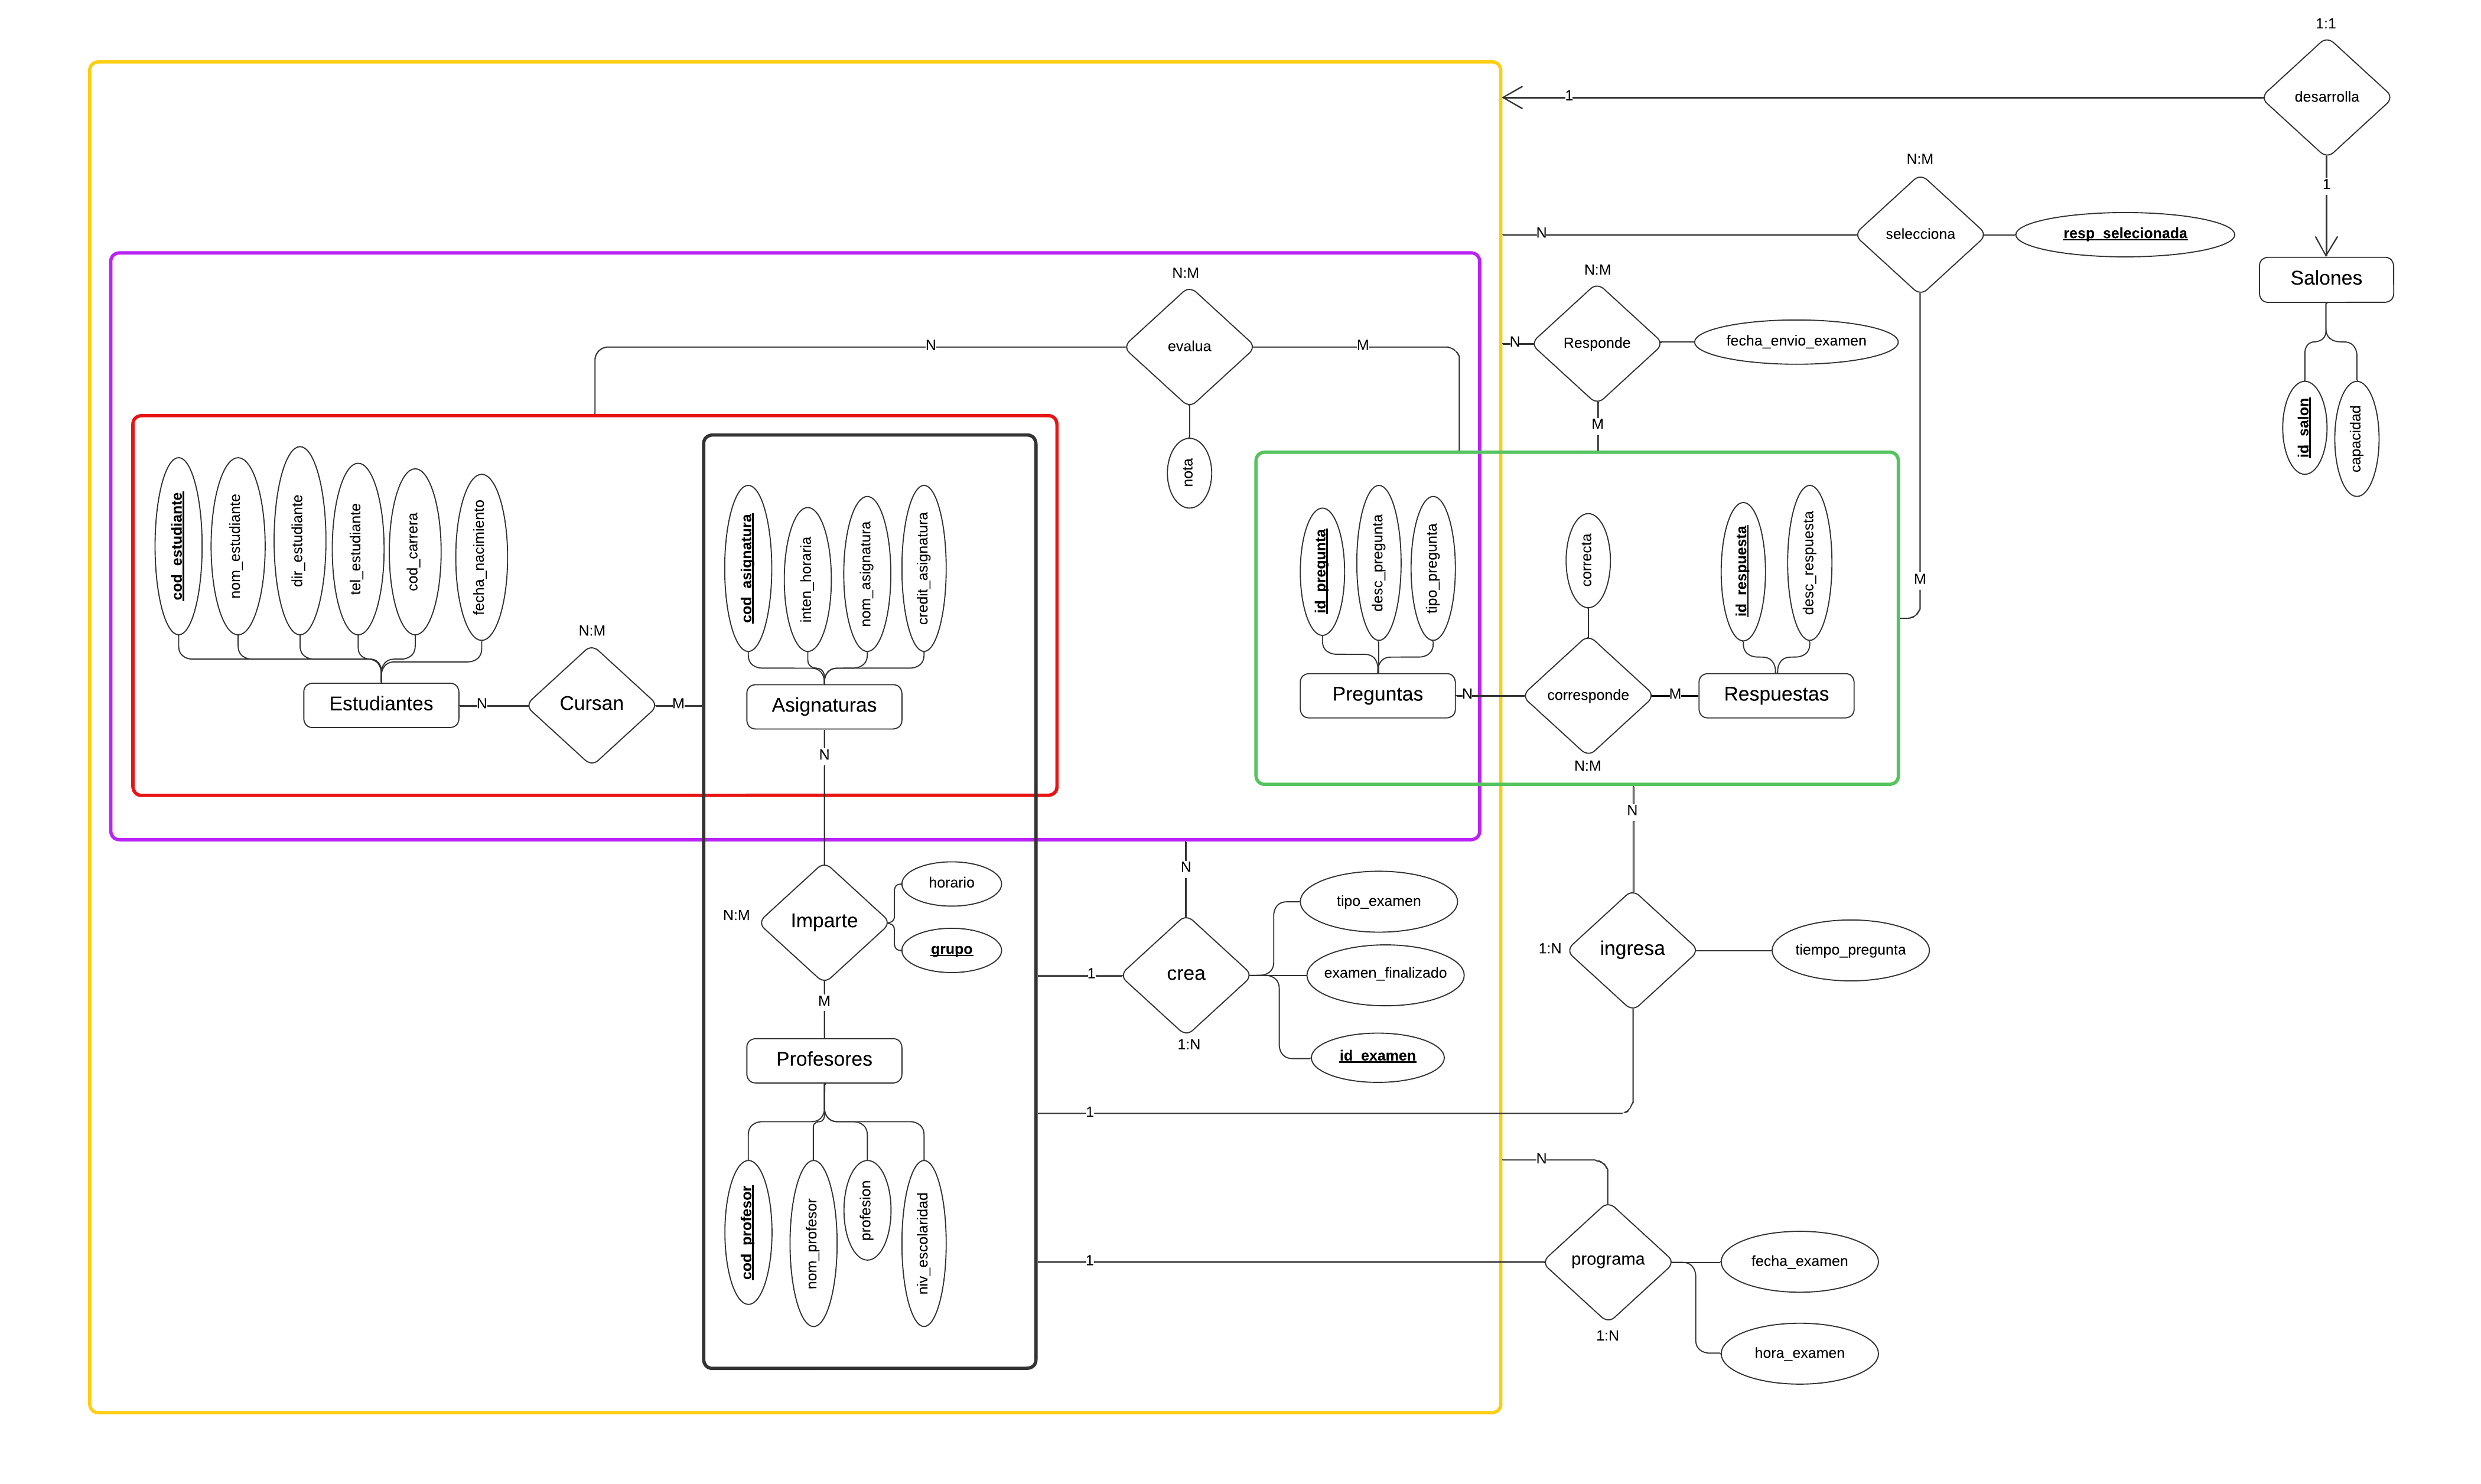 1:1
desarrolla
1
1
N:M
selecciona
resp_selecionada
N
M
Salones
id_salon
capacidad
N:M
Responde
fecha_envio_examen
N
M
N:M
evalua
N
M
nota
cod_estudiante
nom_estudiante
dir_estudiante
tel_estudiante
cod_carrera
fecha_nacimiento
Estudiantes
N
N:M
Cursan
M
cod_asignatura
inten_horaria
nom_asignatura
credit_asignatura
Asignaturas
N
id_pregunta
desc_pregunta
tipo_pregunta
Preguntas
N
correcta
corresponde
N:M
M
id_respuesta
desc_respuesta
Respuestas
N:M
Imparte
horario
grupo
M
Profesores
cod_profesor
nom_profesor
profesion
niv_escolaridad
N
1
crea
1:N
tipo_examen
examen_finalizado
id_examen
N
1:N
ingresa
tiempo_pregunta
1
N
1
programa
1:N
fecha_examen
hora_examen